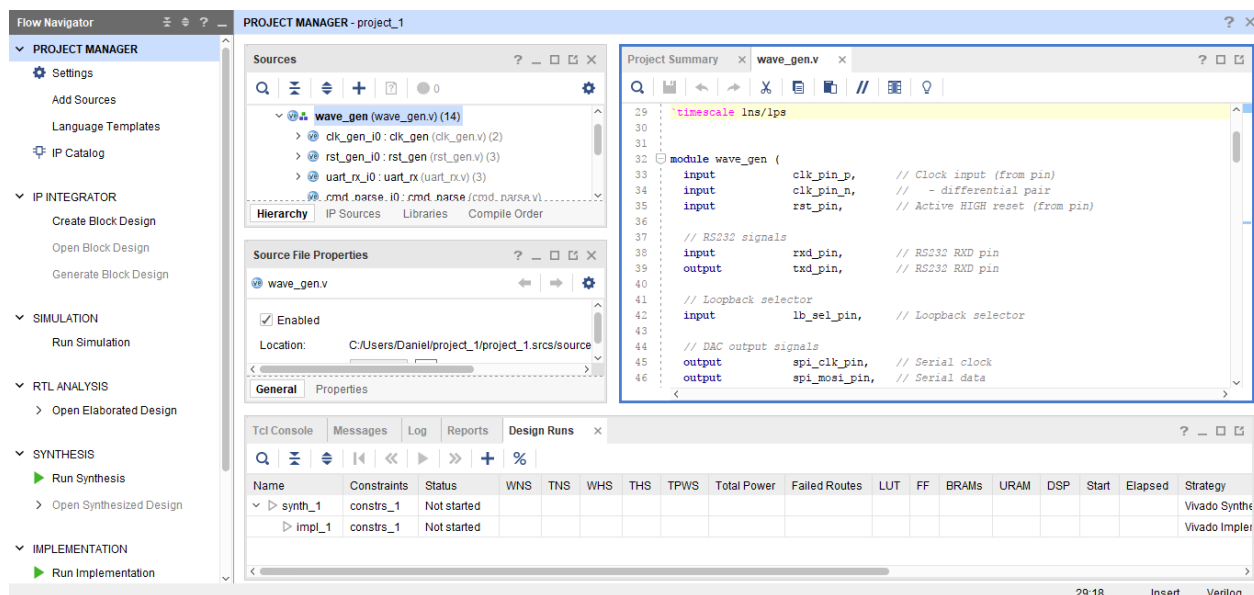 Flow Navigator
PROJECT MANAGER
Settings
Add Sources
Language Templates
IP Catalog
IP INTEGRATOR
Create Block Design
Open Block Design
Generate Block Design
SIMULATION
Run Simulation
RTL ANALYSIS
Open Elaborated Design
SYNTHESIS
Run Synthesis
Open Synthesized Design
IMPLEMENTATION
Run Implementation
PROJECT MANAGER - project_1
Sources
0
wave_gen (wave_gen.v) (14)
clk_gen_i0 : clk_gen (clk_gen.v) (2)
rst_gen_i0 : rst_gen (rst_gen.v) (3)
uart_rx_i0 : uart_rx (uart_rx.v) (3)
cmd_parse_i0 : cmd_parse (cmd_parse.v)
Hierarchy IP Sources Libraries Compile Order
Source File Properties
wave_gen.v
Enabled
Location: C:/Users/Daniel/project_1/project_1.srcs/source
General Properties
Project Summary wave_gen.v
29 `timescale 1ns/1ps
30
31
32 module wave_gen (
33 input clk_pin_p, // Clock input (from pin)
34 input clk_pin_n, // - differential pair
35 input rst_pin, // Active HIGH reset (from pin)
36
37 // RS232 signals
38 input rxd_pin, // RS232 RXD pin
39 output txd_pin, // RS232 RXD pin
40
41 // Loopback selector
42 input lb_sel_pin, // Loopback selector
43
44 // DAC output signals
45 output spi_clk_pin, // Serial clock
46 output spi_mosi_pin, // Serial data
Tcl Console Messages Log Reports Design Runs
Name Constraints Status WNS TNS WHS THS TPWS Total Power Failed Routes LUT FF BRAMs URAM DSP Start Elapsed Strategy
synth_1 constrs_1 Not started Vivado Synthe
impl_1 constrs_1 Not started Vivado Impler
29:18 Insert Verilog